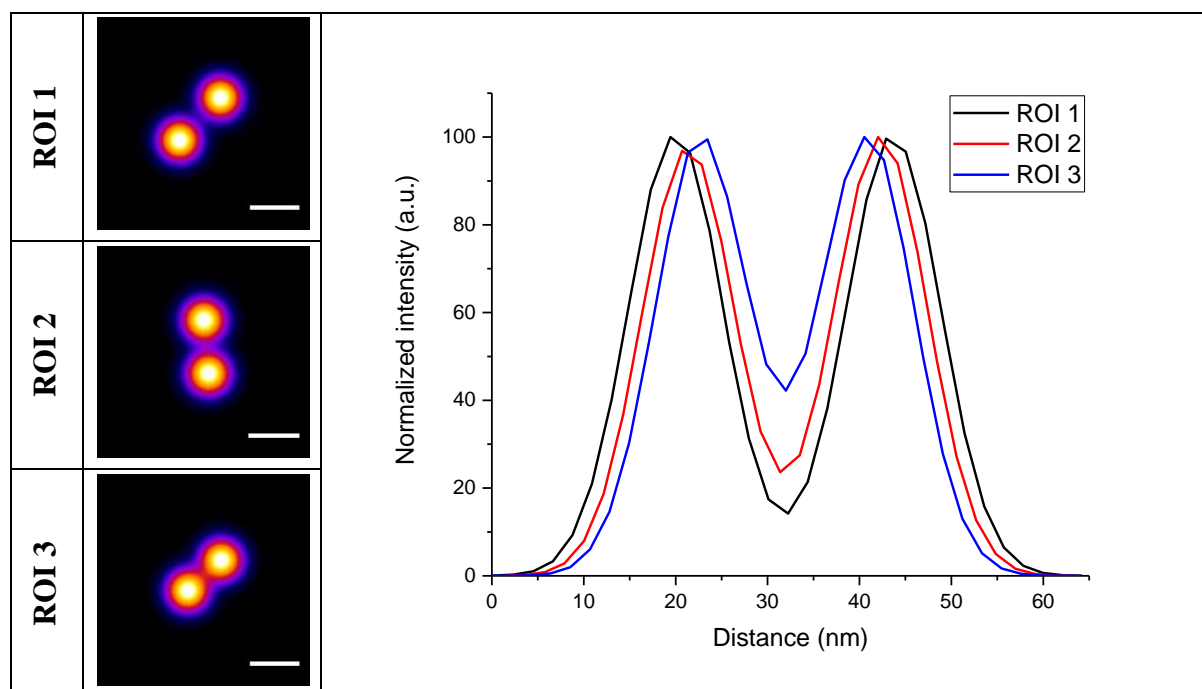 ROI 1
ROI 2
ROI 3
Normalized intensity (a.u.)
100
80
60
40
20
0
0 10 20 30 40 50 60
Distance (nm)
ROI 1
ROI 2
ROI 3